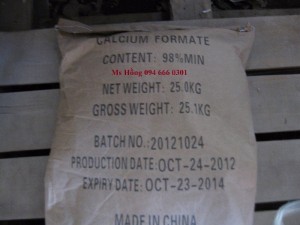 CALCIUM FORMATE
CONTENT: 98%MIN
Ms Hồng 094 666 0301
NET WEIGHT: 25.0KG
GROSS WEIGHT: 25.1KG
BATCH NO.:20121024
PRODUCTION DATE:OCT-24-2012
EXPIRY DATE:OCT-23-2014
MADE IN CHINA